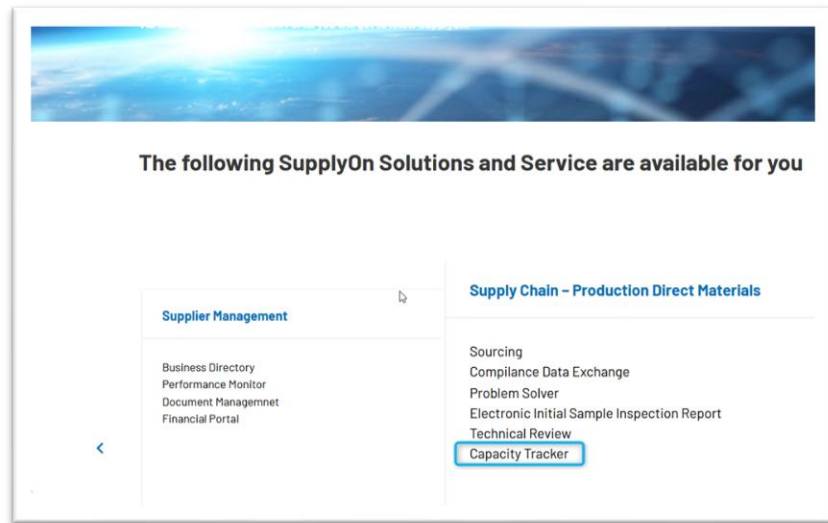 The following SupplyOn Solutions and Service are available for you
Supplier Management
Business Directory
Performance Monitor
Document Managemnet
Financial Portal
Supply Chain – Production Direct Materials
Sourcing
Compilance Data Exchange
Problem Solver
Electronic Initial Sample Inspection Report
Technical Review
Capacity Tracker